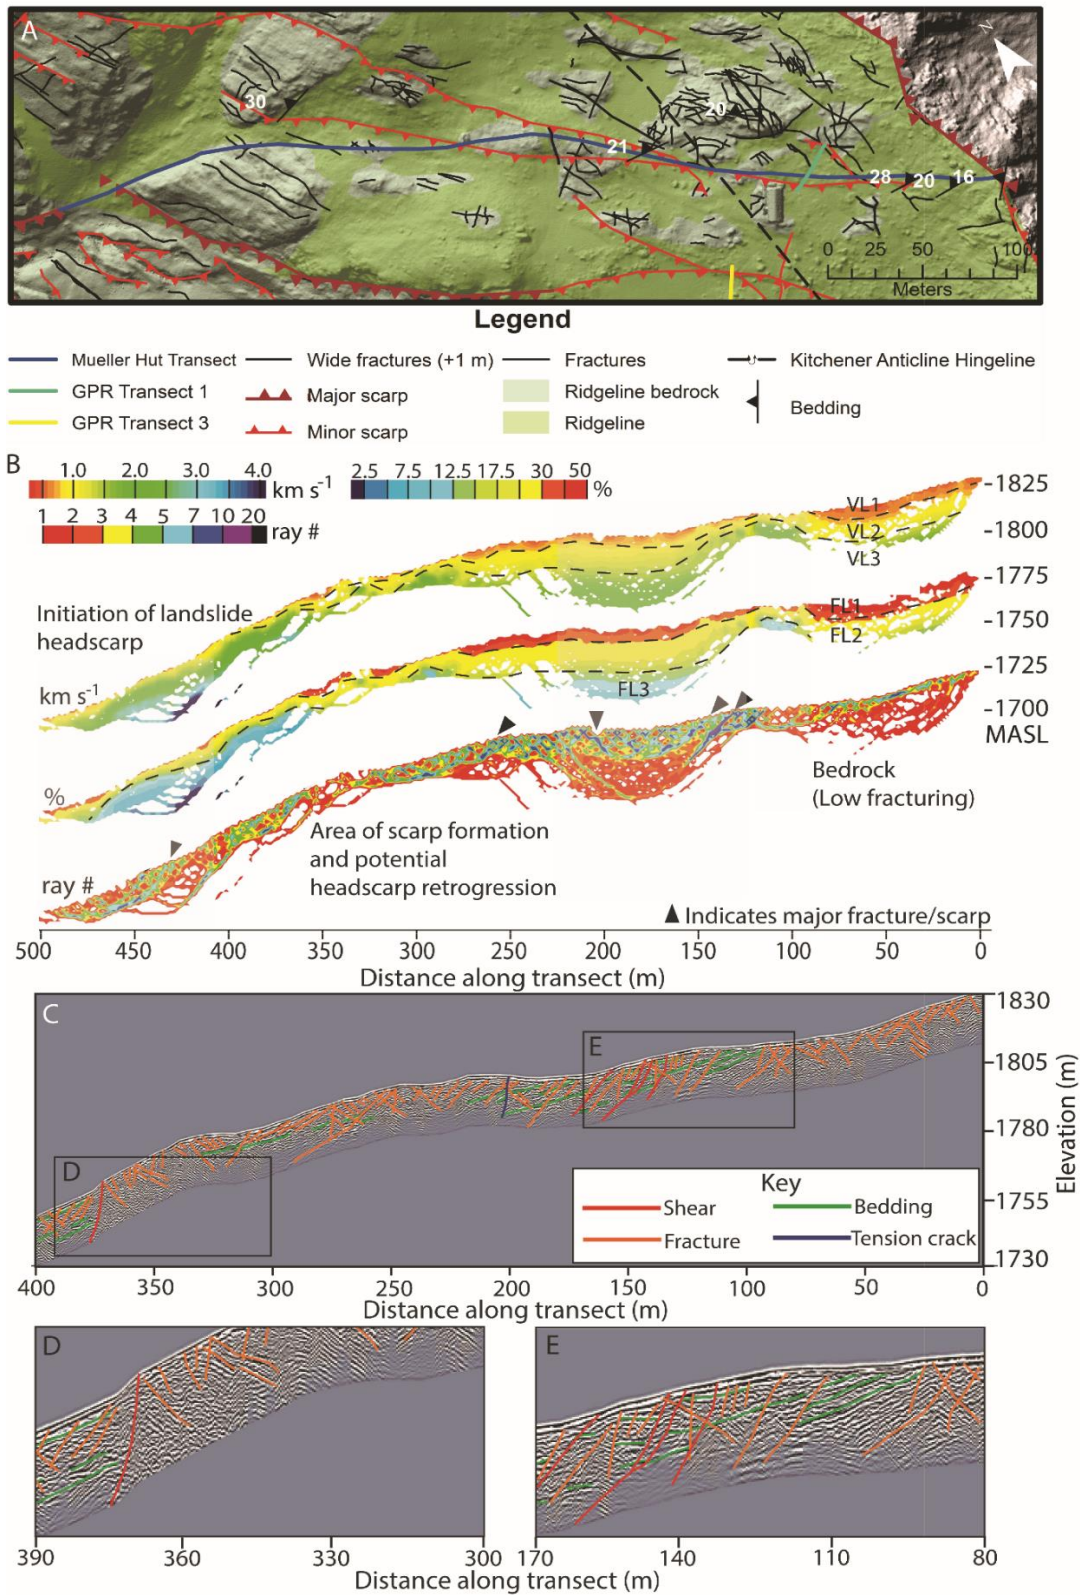 A
N
30
20
21
28 20 16
0 25 50 100
Meters
Legend
Mueller Hut Transect Wide fractures (+1 m) Fractures Kitchener Anticline Hingeline
GPR Transect 1 Major scarp Ridgeline bedrock Bedding
GPR Transect 3 Minor scarp Ridgeline
B
1.0 2.0 3.0 4.0 km s⁻¹
2.5 7.5 12.5 17.5 30 50 %
1 2 3 4 5 7 10 20 ray #
VL1
VL2
VL3
-1825
-1800
-1775
-1750
-1725
-1700
MASL
FL1
FL2
FL3
Initiation of landslide
headscarp
km s⁻¹
%
ray #
Area of scarp formation
and potential
headscarp retrogression
Bedrock
(Low fracturing)
Indicates major fracture/scarp
500 450 400 350 300 250 200 150 100 50 0
Distance along transect (m)
C
E
D
1830
1805
1780
1755
1730
Elevation (m)
Key
Shear Bedding
Fracture Tension crack
400 350 300 250 200 150 100 50 0
Distance along transect (m)
D
E
390 360 330 300
170 140 110 80
Distance along transect (m)
Distance along transect (m)